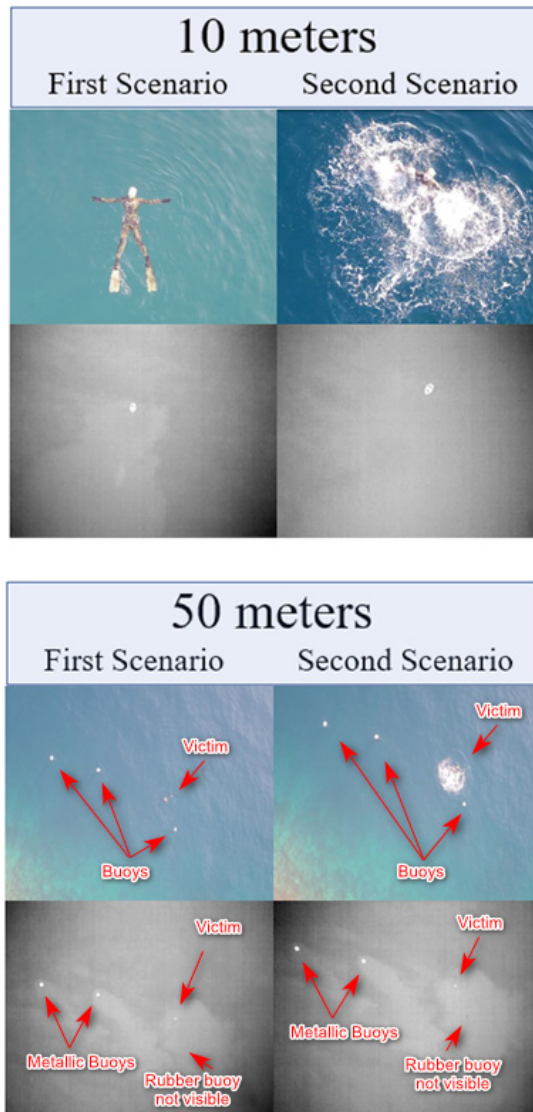 10 meters
First Scenario
Second Scenario
50 meters
First Scenario
Second Scenario
Victim
Buoys
Victim
Buoys
Victim
Metallic Buoys
Rubber buoy
not visible
Victim
Metallic Buoys
Rubber buoy
not visible